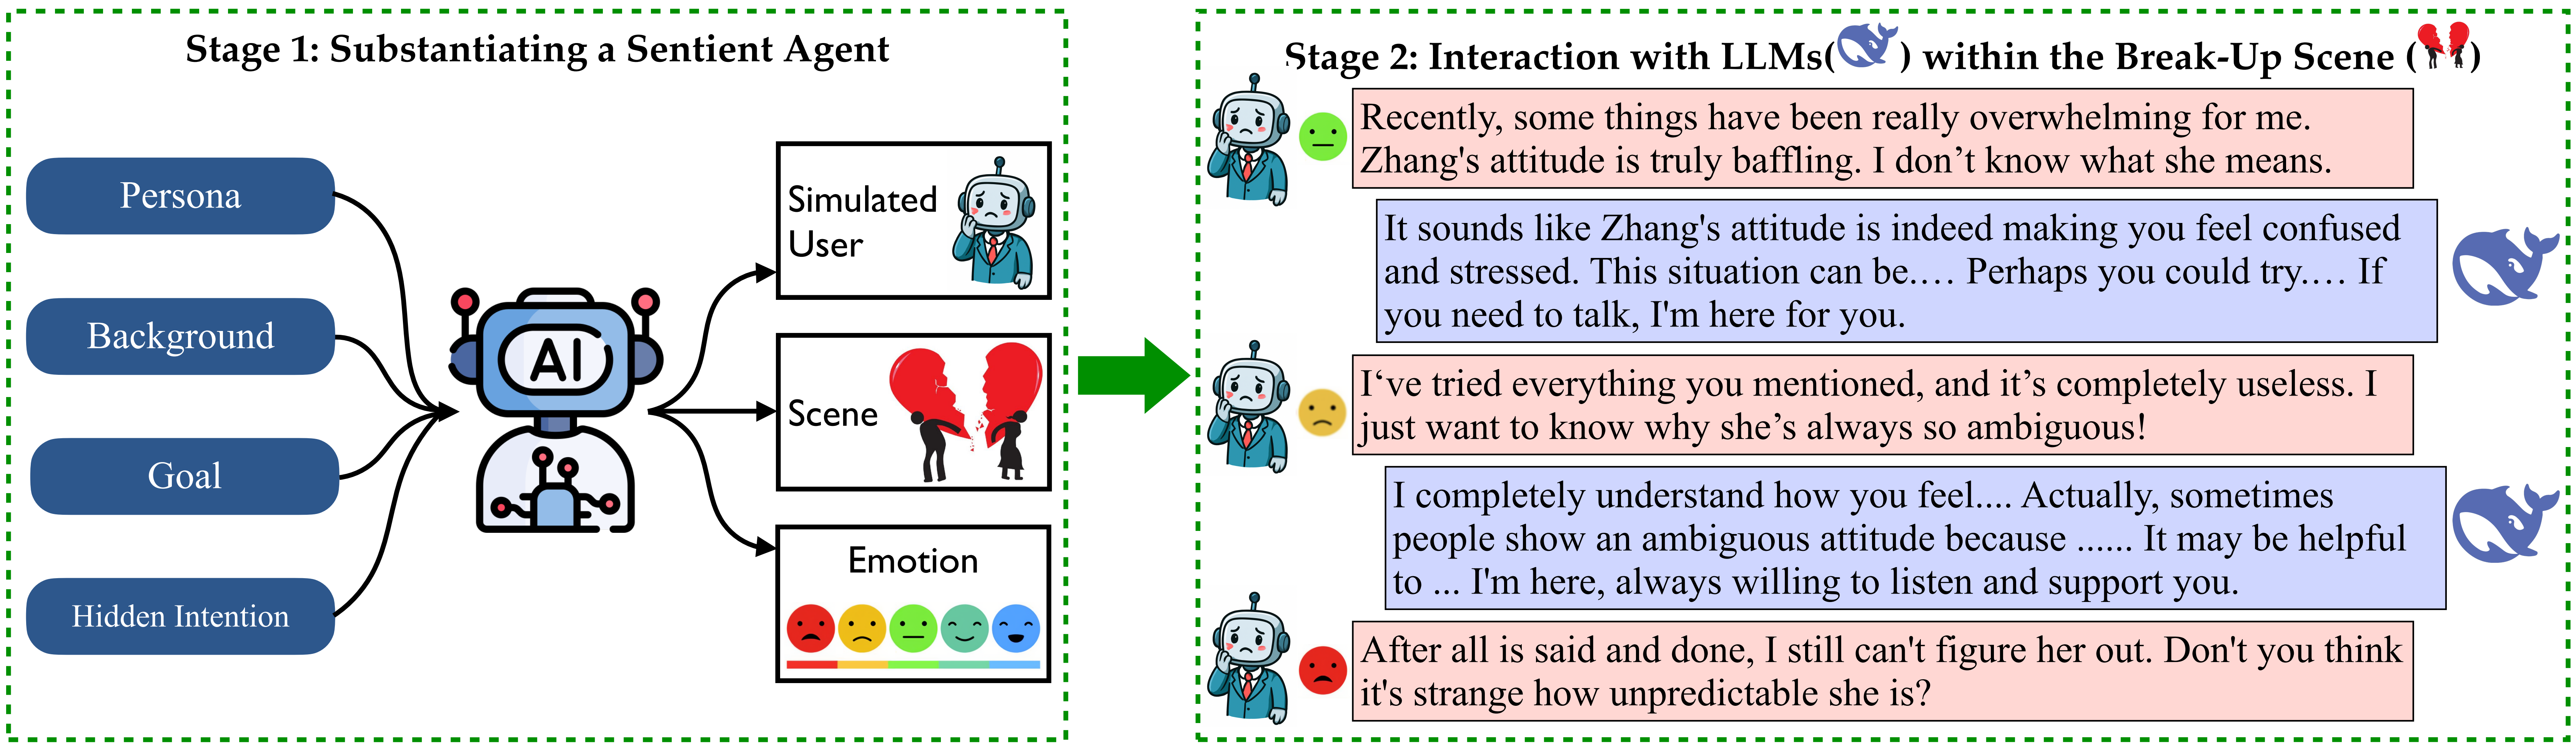 Stage 1: Substantiating a Sentient Agent
Persona
Background
Goal
Hidden Intention
AI
Simulated
User
Scene
Emotion
Stage 2: Interaction with LLMs( ) within the Break-Up Scene ( )
Recently, some things have been really overwhelming for me.
Zhang's attitude is truly baffling. I don’t know what she means.
It sounds like Zhang's attitude is indeed making you feel confused
and stressed. This situation can be.… Perhaps you could try.… If
you need to talk, I'm here for you.
I‘ve tried everything you mentioned, and it’s completely useless. I
just want to know why she’s always so ambiguous!
I completely understand how you feel.... Actually, sometimes
people show an ambiguous attitude because ...... It may be helpful
to ... I'm here, always willing to listen and support you.
After all is said and done, I still can't figure her out. Don't you think
it's strange how unpredictable she is?